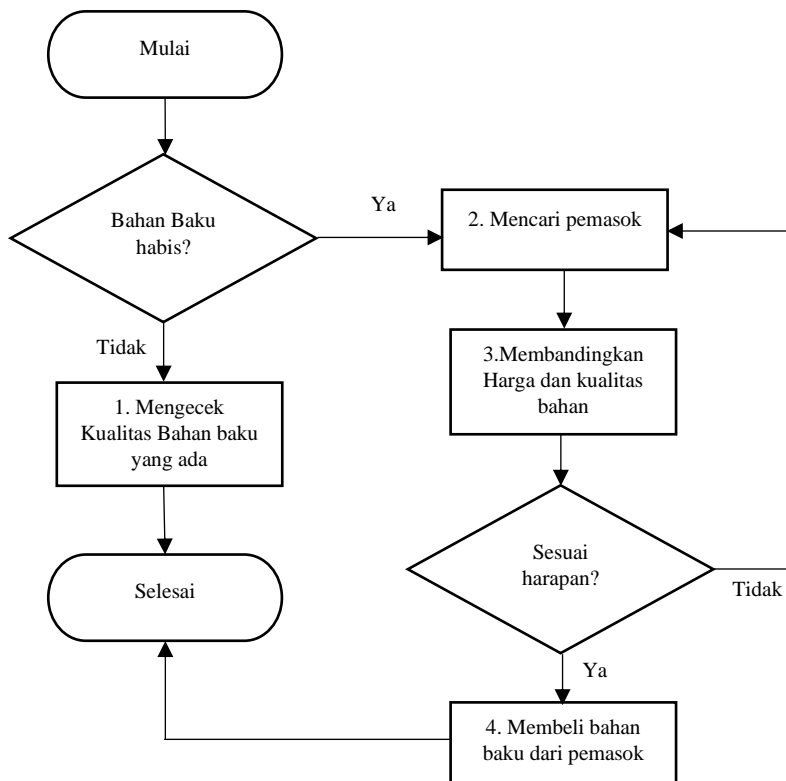 Mulai
Bahan Baku
habis?
Ya
2. Mencari pemasok
Tidak
1. Mengecek
Kualitas Bahan baku
yang ada
3.Membandingkan
Harga dan kualitas
bahan
Sesuai
harapan?
Tidak
Ya
Selesai
4. Membeli bahan
baku dari pemasok